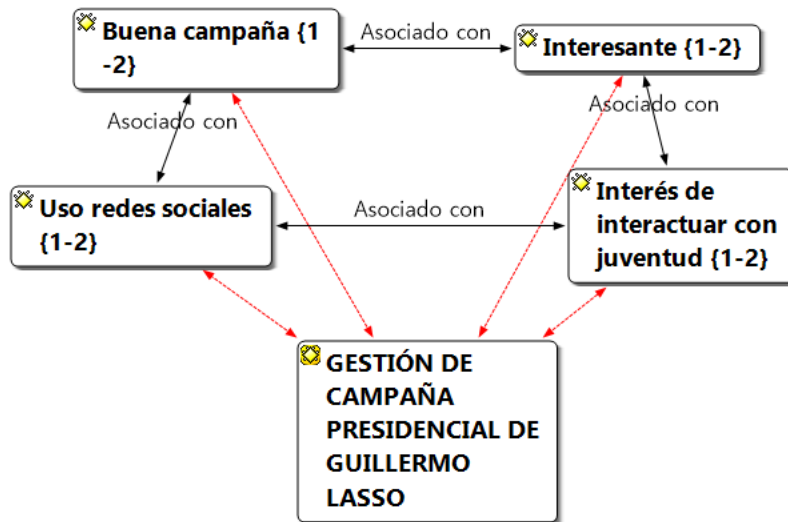 Buena campaña {1
-2}
Asociado con
Interesante {1-2}
Asociado con
Asociado con
Uso redes sociales
{1-2}
Asociado con
Interés de
interactuar con
juventud {1-2}
GESTIÓN DE
CAMPAÑA
PRESIDENCIAL DE
GUILLERMO
LASSO